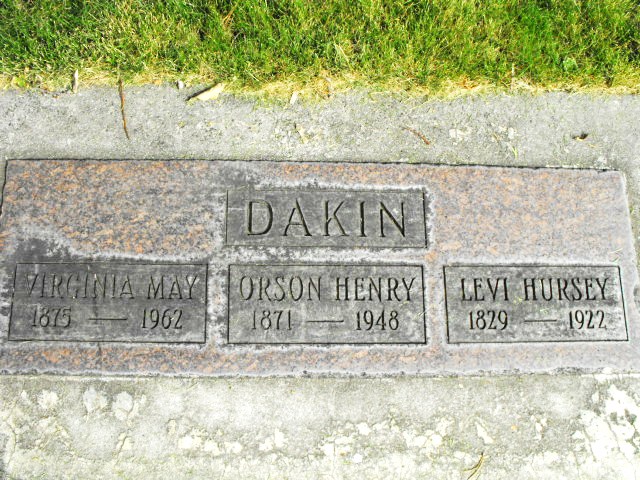 DAKIN
VIRGINIA MAY
1875 — 1962
ORSON HENRY
1871 — 1948
LEVI HURSEY
1829 — 1922